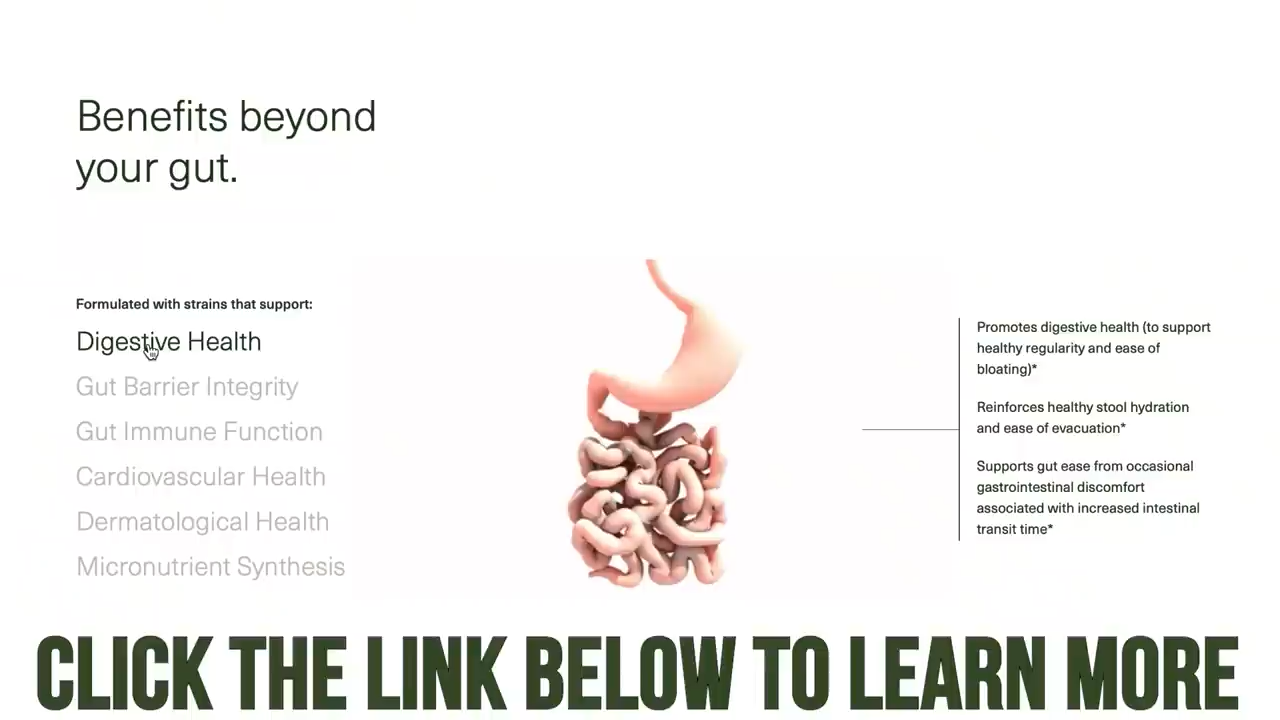 Benefits beyond
your gut.
Formulated with strains that support:
Digestive Health
Gut Barrier Integrity
Gut Immune Function
Cardiovascular Health
Dermatological Health
Micronutrient Synthesis
Promotes digestive health (to support
healthy regularity and ease of
bloating)*
Reinforces healthy stool hydration
and ease of evacuation*
Supports gut ease from occasional
gastrointestinal discomfort
associated with increased intestinal
transit time*
CLICK THE LINK BELOW TO LEARN MORE